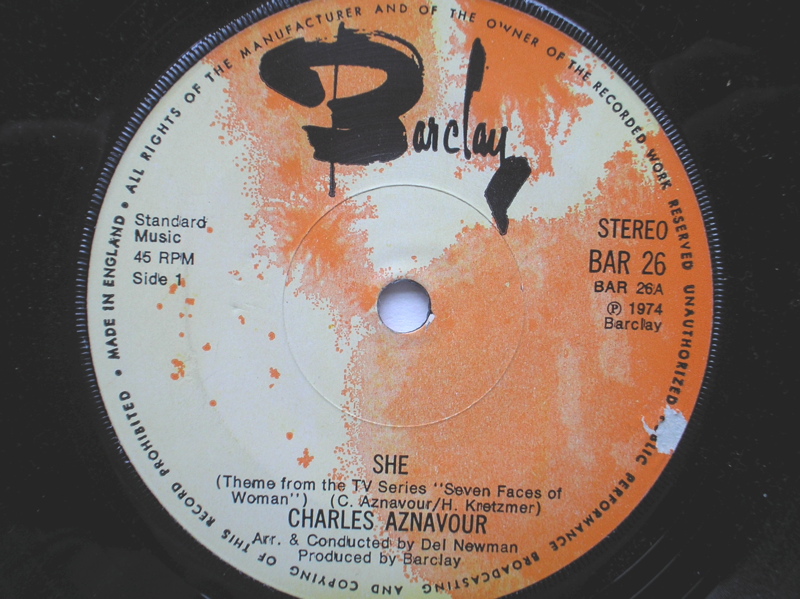 Barclay
MADE IN ENGLAND • ALL RIGHTS OF THE MANUFACTURER AND OF THE OWNER OF THE RECORDED WORK RESERVED UNAUTHORIZED PUBLIC PERFORMANCE BROADCASTING AND COPYING OF THIS RECORD PROHIBITED •
Standard
Music
45 RPM
Side 1
STEREO
BAR 26
BAR 26A
℗ 1974
Barclay
SHE
(Theme from the TV Series "Seven Faces of
Woman") (C. Aznavour/H. Kretzmer)
CHARLES AZNAVOUR
Arr. & Conducted by Del Newman
Produced by Barclay